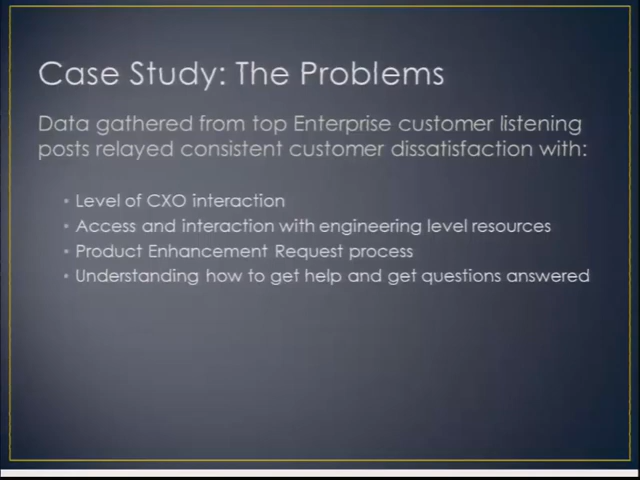 Case Study: The Problems
Data gathered from top Enterprise customer listening
posts relayed consistent customer dissatisfaction with:
• Level of CXO interaction
• Access and interaction with engineering level resources
• Product Enhancement Request process
• Understanding how to get help and get questions answered